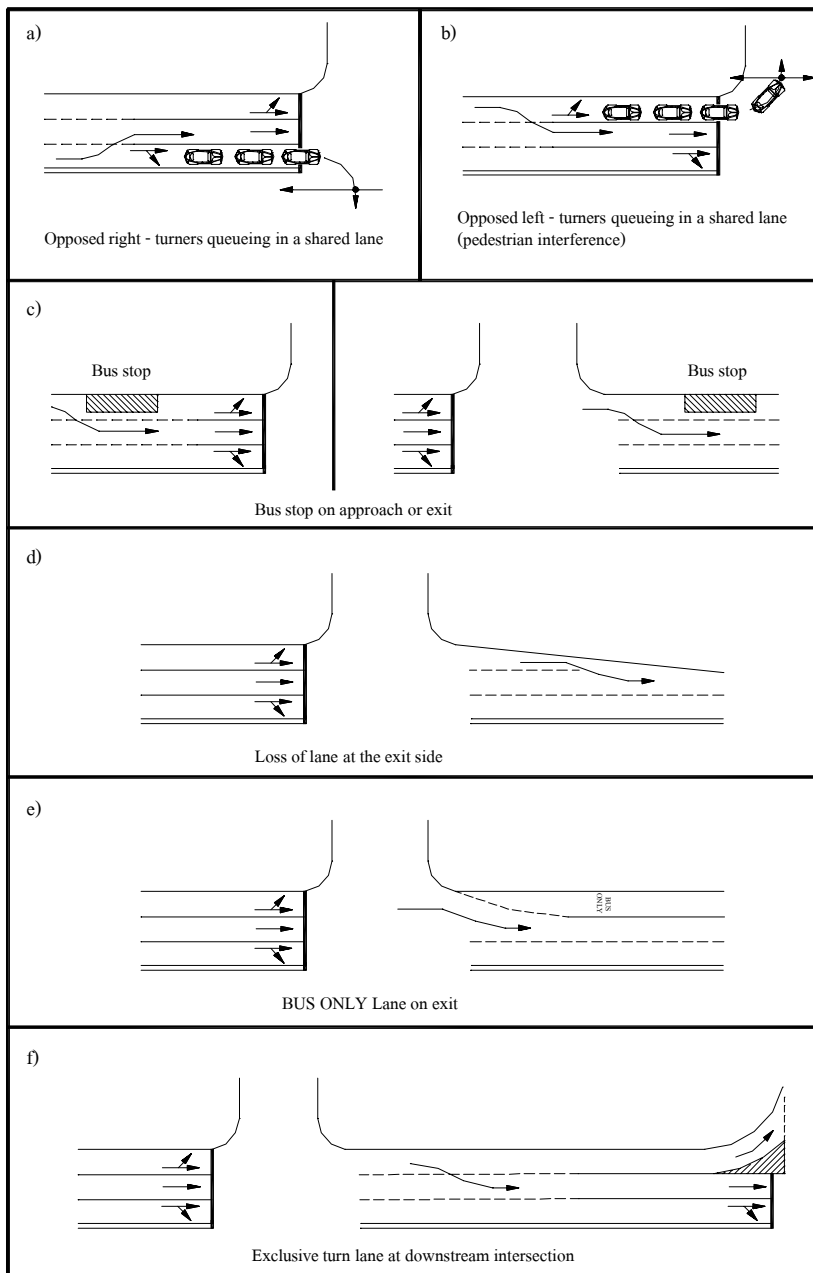 a)
Opposed right - turners queueing in a shared lane
b)
Opposed left - turners queueing in a shared lane
(pedestrian interference)
c)
Bus stop
Bus stop
Bus stop on approach or exit
d)
Loss of lane at the exit side
e)
BUS
ONLY
BUS ONLY Lane on exit
f)
Exclusive turn lane at downstream intersection